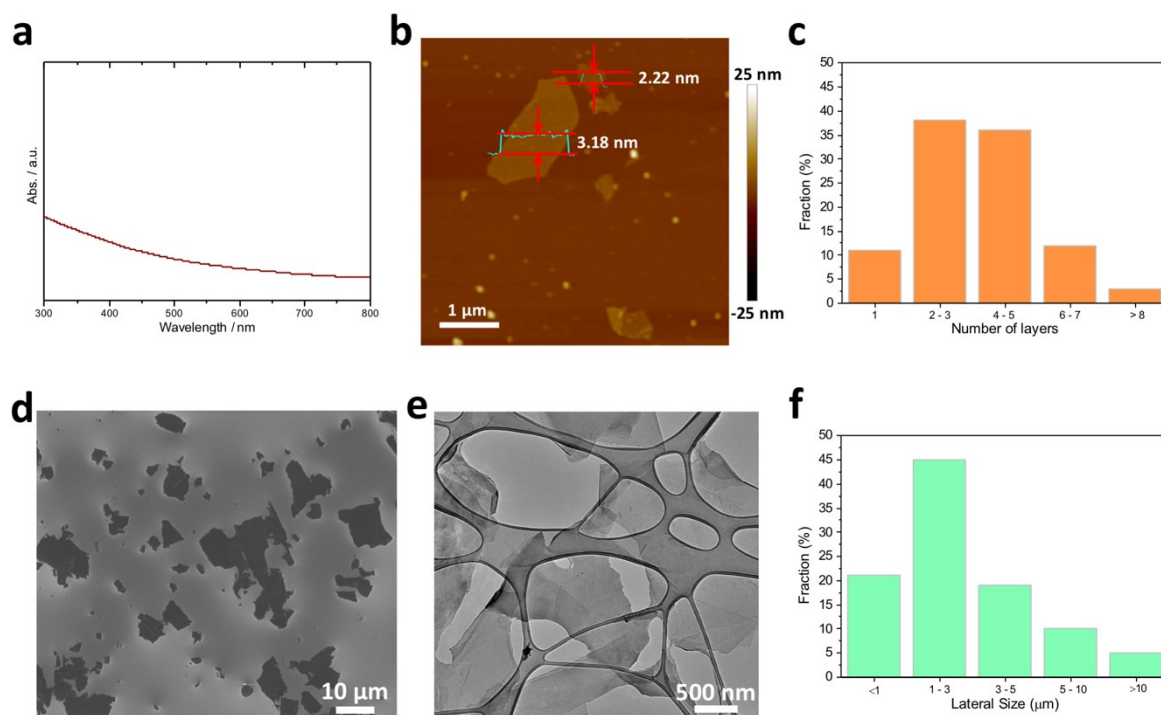 a
Abs. / a.u.
300 400 500 600 700 800
Wavelength / nm
b
2.22 nm
3.18 nm
1 µm
25 nm
-25 nm
c
Fraction (%)
50
45
40
35
30
25
20
15
10
5
0
1 2 - 3 4 - 5 6 - 7 > 8
Number of layers
d
10 µm
e
500 nm
f
Fraction (%)
50
45
40
35
30
25
20
15
10
5
0
<1 1 - 3 3 - 5 5 - 10 >10
Lateral Size (µm)